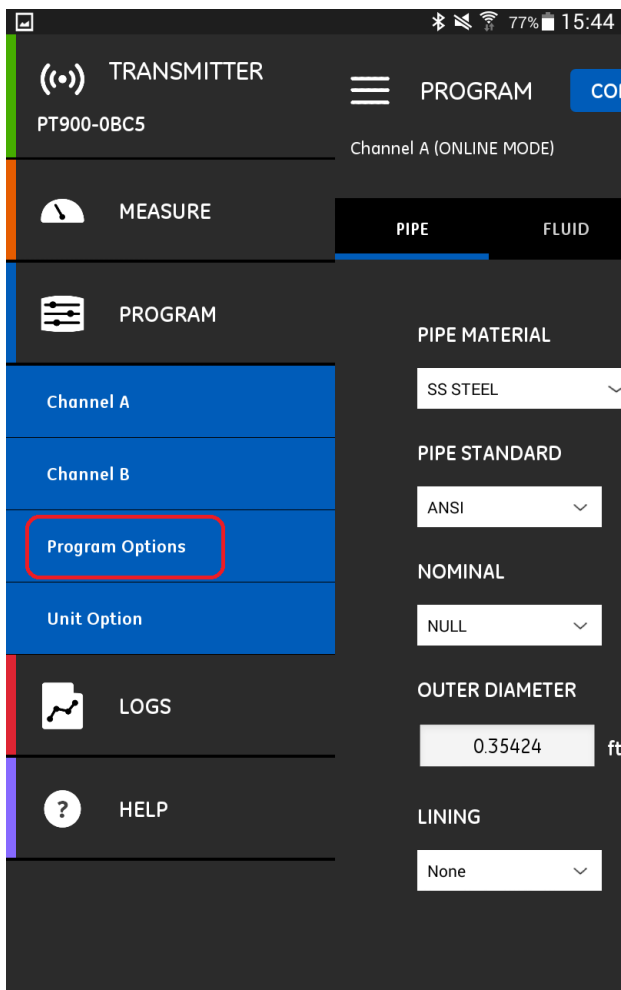 77% 15:44
TRANSMITTER
PT900-0BC5
MEASURE
PROGRAM
Channel A
Channel B
Program Options
Unit Option
LOGS
? HELP
PROGRAM
Channel A (ONLINE MODE)
PIPE FLUID
PIPE MATERIAL
SS STEEL
PIPE STANDARD
ANSI
NOMINAL
NULL
OUTER DIAMETER
0.35424 ft
LINING
None